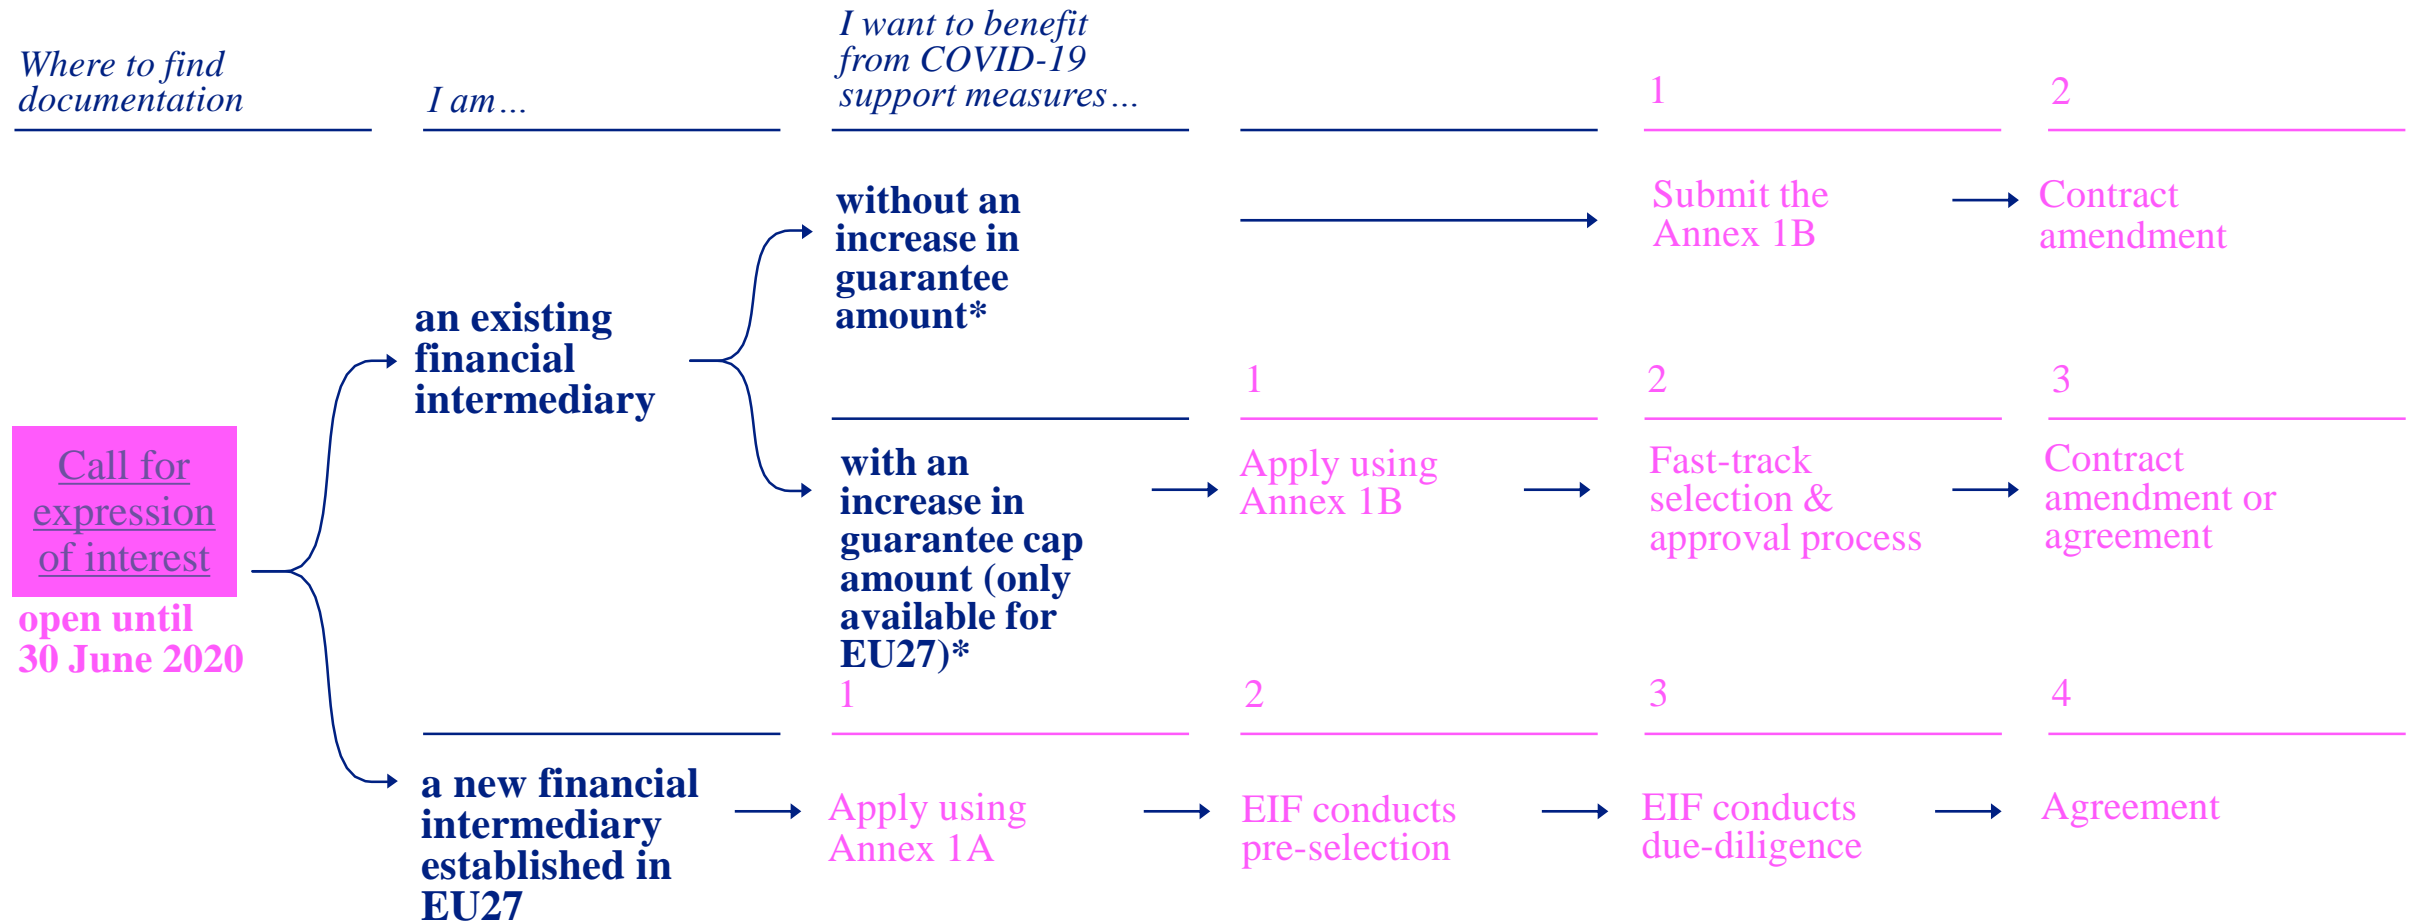 Where to find
documentation
I am…
I want to benefit
from COVID-19
support measures…
1
2
without an
increase in
guarantee
amount*
Submit the
Annex 1B
Contract
amendment
an existing
financial
intermediary
1
2
3
Call for
expression
of interest
open until
30 June 2020
with an
increase in
guarantee cap
amount (only
available for
EU27)*
Apply using
Annex 1B
Fast-track
selection &
approval process
Contract
amendment or
agreement
1
2
3
4
a new financial
intermediary
established in
EU27
Apply using
Annex 1A
EIF conducts
pre-selection
EIF conducts
due-diligence
Agreement